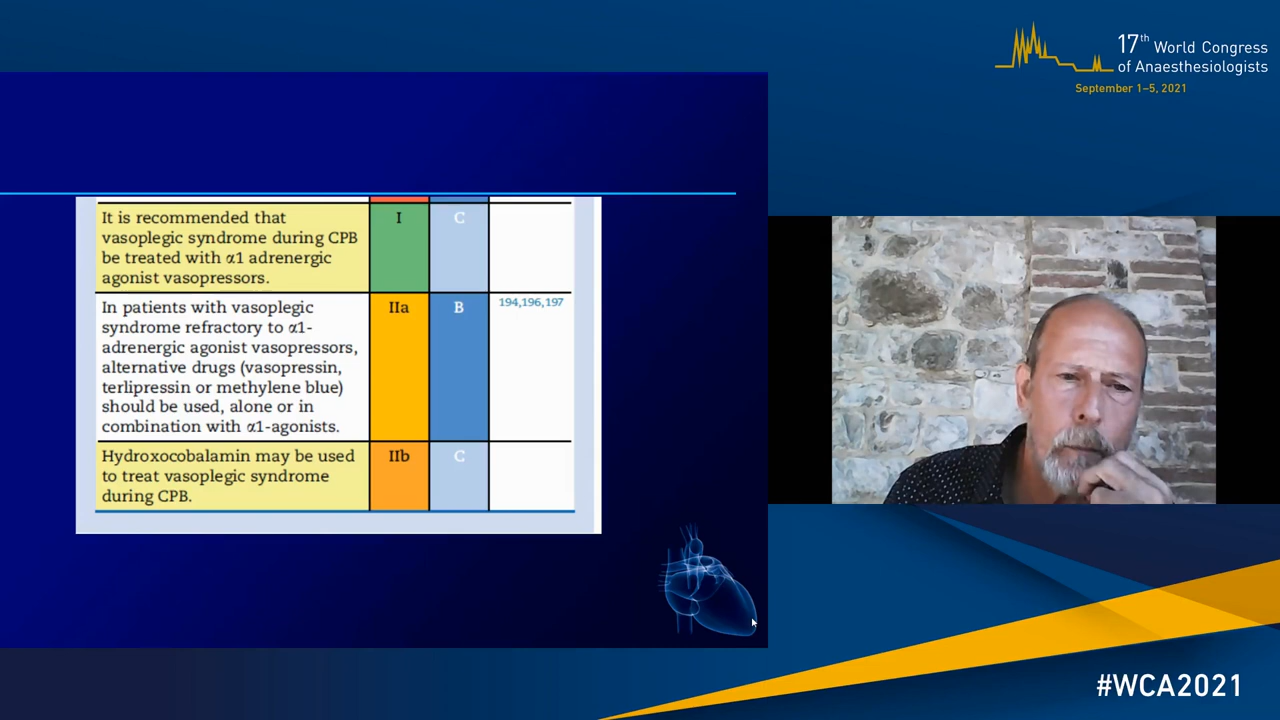 17th World Congress
of Anaesthesiologists
September 1–5, 2021
It is recommended that
vasoplegic syndrome during CPB
be treated with α1 adrenergic
agonist vasopressors.
I
C
In patients with vasoplegic
syndrome refractory to α1-
adrenergic agonist vasopressors,
alternative drugs (vasopressin,
terlipressin or methylene blue)
should be used, alone or in
combination with α1-agonists.
IIa
B
194,196,197
Hydroxocobalamin may be used
to treat vasoplegic syndrome
during CPB.
IIb
C
#WCA2021